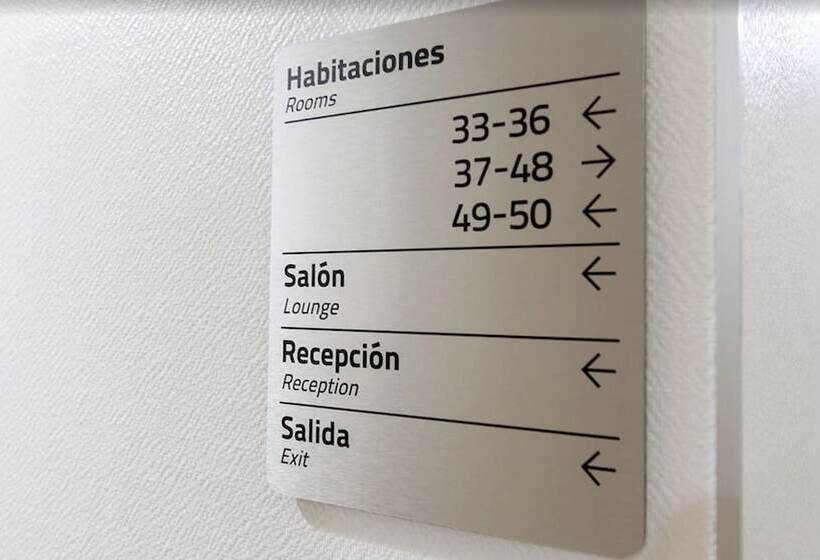 Habitaciones
Rooms
33-36 ←
37-48 →
49-50 ←
Salón ←
Lounge
Recepción ←
Reception
Salida ←
Exit